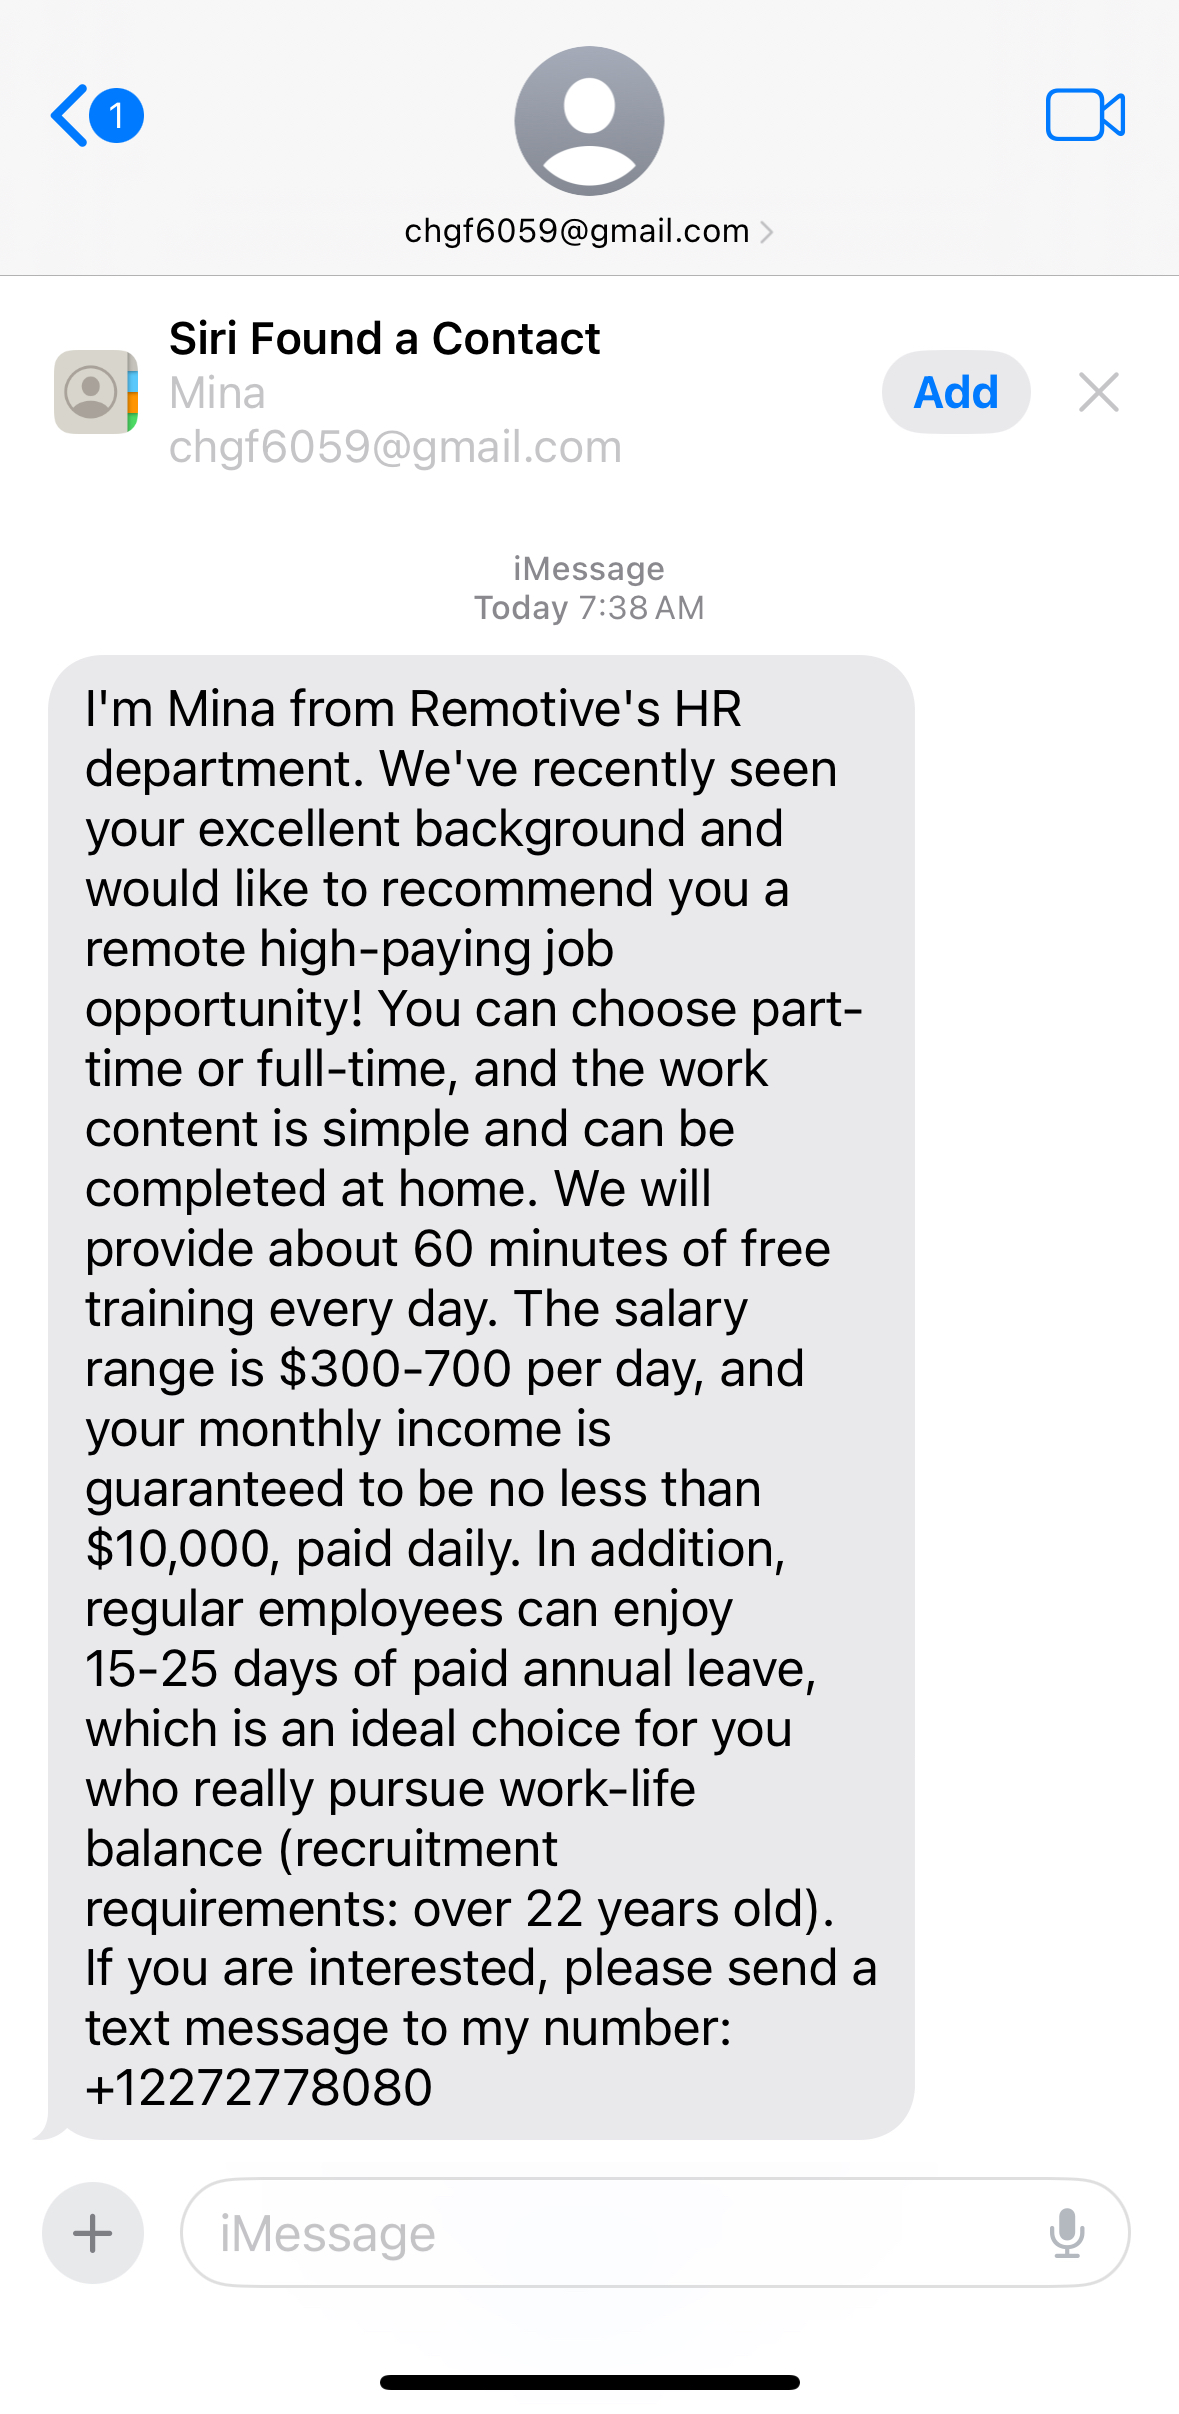 1
chgf6059@gmail.com
Siri Found a Contact
Mina
chgf6059@gmail.com
Add
iMessage
Today 7:38 AM
I'm Mina from Remotive's HR
department. We've recently seen
your excellent background and
would like to recommend you a
remote high-paying job
opportunity! You can choose part-
time or full-time, and the work
content is simple and can be
completed at home. We will
provide about 60 minutes of free
training every day. The salary
range is $300-700 per day, and
your monthly income is
guaranteed to be no less than
$10,000, paid daily. In addition,
regular employees can enjoy
15-25 days of paid annual leave,
which is an ideal choice for you
who really pursue work-life
balance (recruitment
requirements: over 22 years old).
If you are interested, please send a
text message to my number:
+12272778080
iMessage